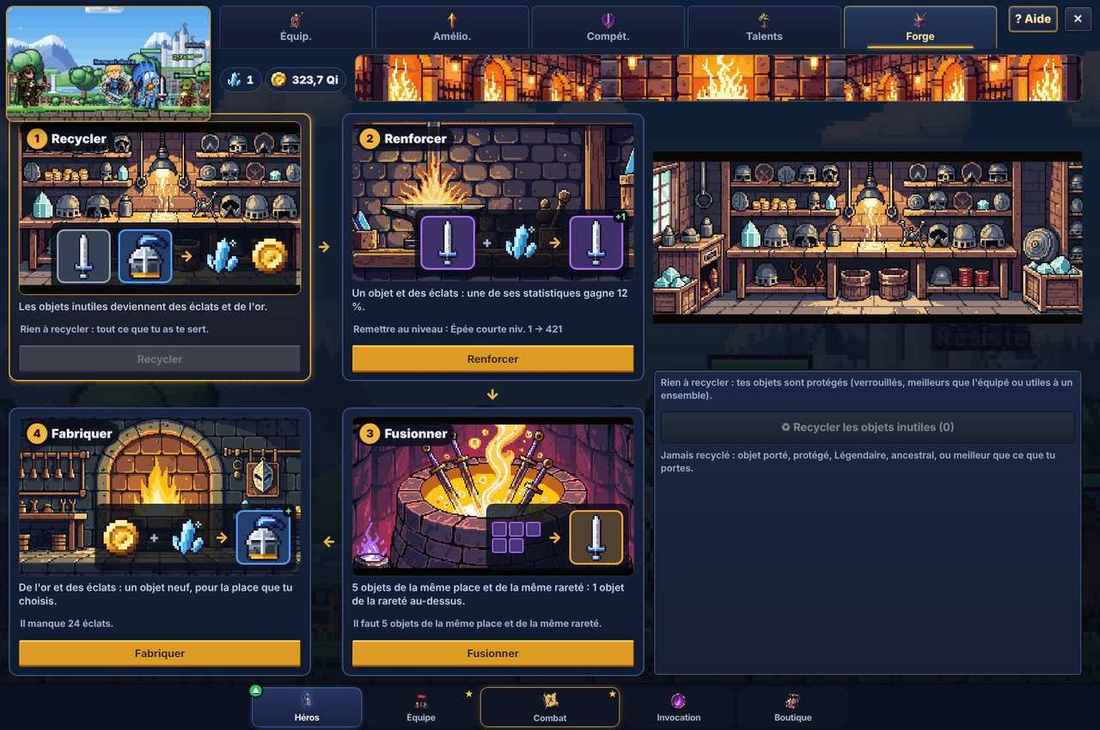 Équip.
Amélio.
Compét.
Talents
Forge
? Aide
×
1
323,7 Qi
1 Recycler
Les objets inutiles deviennent des éclats et de l'or.
Rien à recycler : tout ce que tu as te sert.
Recycler
2 Renforcer
+1
+
Un objet et des éclats : une de ses statistiques gagne 12
%.
Remettre au niveau : Épée courte niv. 1 → 421
Renforcer
Rien à recycler : tes objets sont protégés (verrouillés, meilleurs que l'équipé ou utiles à un
ensemble).
♻ Recycler les objets inutiles (0)
Jamais recyclé : objet porté, protégé, Légendaire, ancestral, ou meilleur que ce que tu
portes.
4 Fabriquer
+
+
De l'or et des éclats : un objet neuf, pour la place que tu
choisis.
Il manque 24 éclats.
Fabriquer
3 Fusionner
5 objets de la même place et de la même rareté : 1 objet
de la rareté au-dessus.
Il faut 5 objets de la même place et de la même rareté.
Fusionner
Héros
Équipe
Combat
Invocation
Boutique